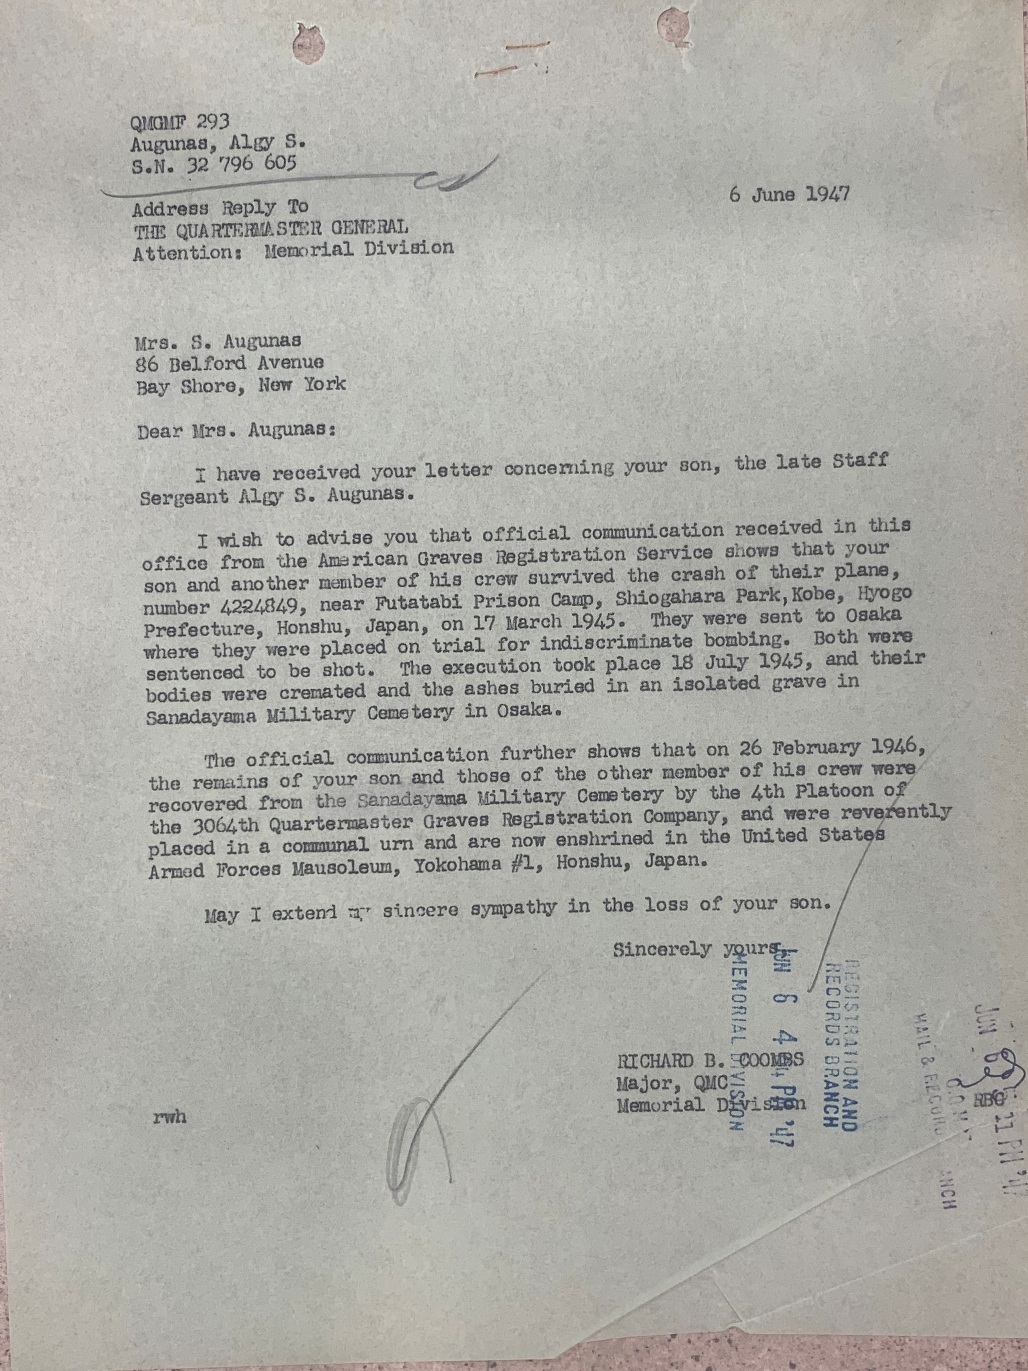 QMGMF 293
Augunas, Algy S.
S.N. 32 796 605
6 June 1947
Address Reply To
THE QUARTERMASTER GENERAL
Attention: Memorial Division
Mrs. S. Augunas
86 Belford Avenue
Bay Shore, New York
Dear Mrs. Augunas:
I have received your letter concerning your son, the late Staff
Sergeant Algy S. Augunas.
I wish to advise you that official communication received in this
office from the American Graves Registration Service shows that your
son and another member of his crew survived the crash of their plane,
number 4224849, near Futatabi Prison Camp, Shiogahara Park,Kobe, Hyogo
Prefecture, Honshu, Japan, on 17 March 1945. They were sent to Osaka
where they were placed on trial for indiscriminate bombing. Both were
sentenced to be shot. The execution took place 18 July 1945, and their
bodies were cremated and the ashes buried in an isolated grave in
Sanadayama Military Cemetery in Osaka.
The official communication further shows that on 26 February 1946,
the remains of your son and those of the other member of his crew were
recovered from the Sanadayama Military Cemetery by the 4th Platoon of
the 3064th Quartermaster Graves Registration Company, and were reverently
placed in a communal urn and are now enshrined in the United States
Armed Forces Mausoleum, Yokohama #1, Honshu, Japan.
May I extend my sincere sympathy in the loss of your son.
Sincerely yours,
RICHARD B. COOMBS
Major, QMC
Memorial Division
rwh
REGISTRATION AND
RECORDS BRANCH
JUN 6 4 PM '47
MEMORIAL DIVISION
JUN 6 11 PM '47
MAIL & RECORD
RBC